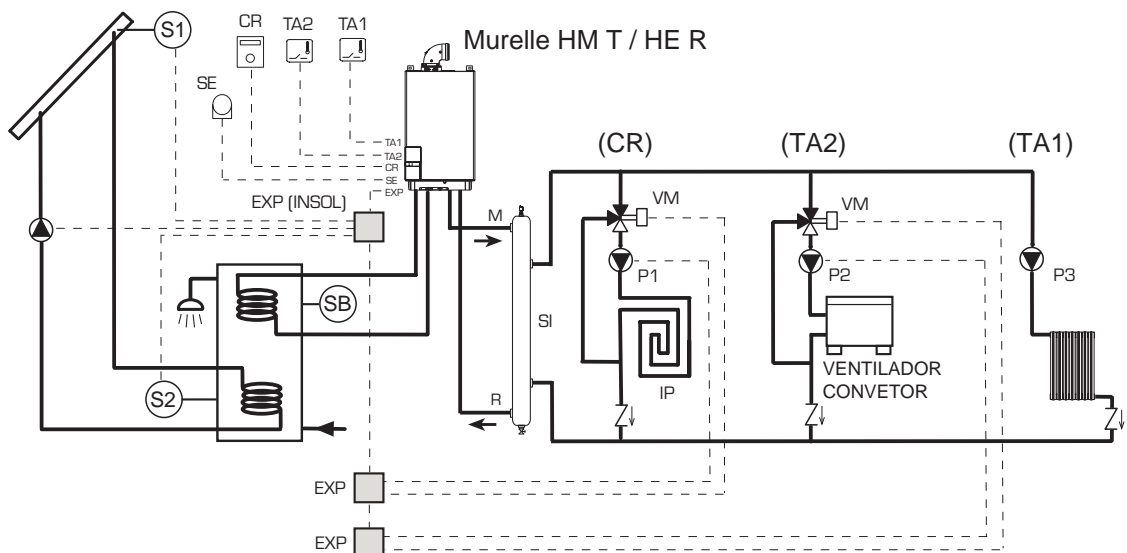 S1
CR
TA2
TA1
Murelle HM T / HE R
SE
TA1
TA2
CR
SE
EXP
(CR)
(TA2)
(TA1)
EXP (INSOL)
M
VM
VM
P1
P2
P3
SB
SI
S2
R
IP
VENTILADOR
CONVETOR
EXP
EXP